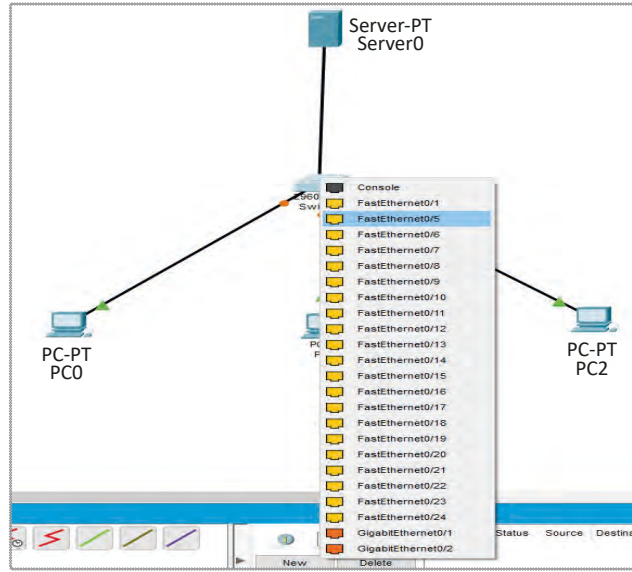 Server-PT
Server0
2960
Swi
Console
FastEthernet0/1
FastEthernet0/5
FastEthernet0/6
FastEthernet0/7
FastEthernet0/8
FastEthernet0/9
FastEthernet0/10
FastEthernet0/11
FastEthernet0/12
FastEthernet0/13
FastEthernet0/14
FastEthernet0/15
FastEthernet0/16
FastEthernet0/17
FastEthernet0/18
FastEthernet0/19
FastEthernet0/20
FastEthernet0/21
FastEthernet0/22
FastEthernet0/23
FastEthernet0/24
GigabitEthernet0/1
GigabitEthernet0/2
PC-PT
PC0
PC-PT
PC2
Status Source Destina
New Delete